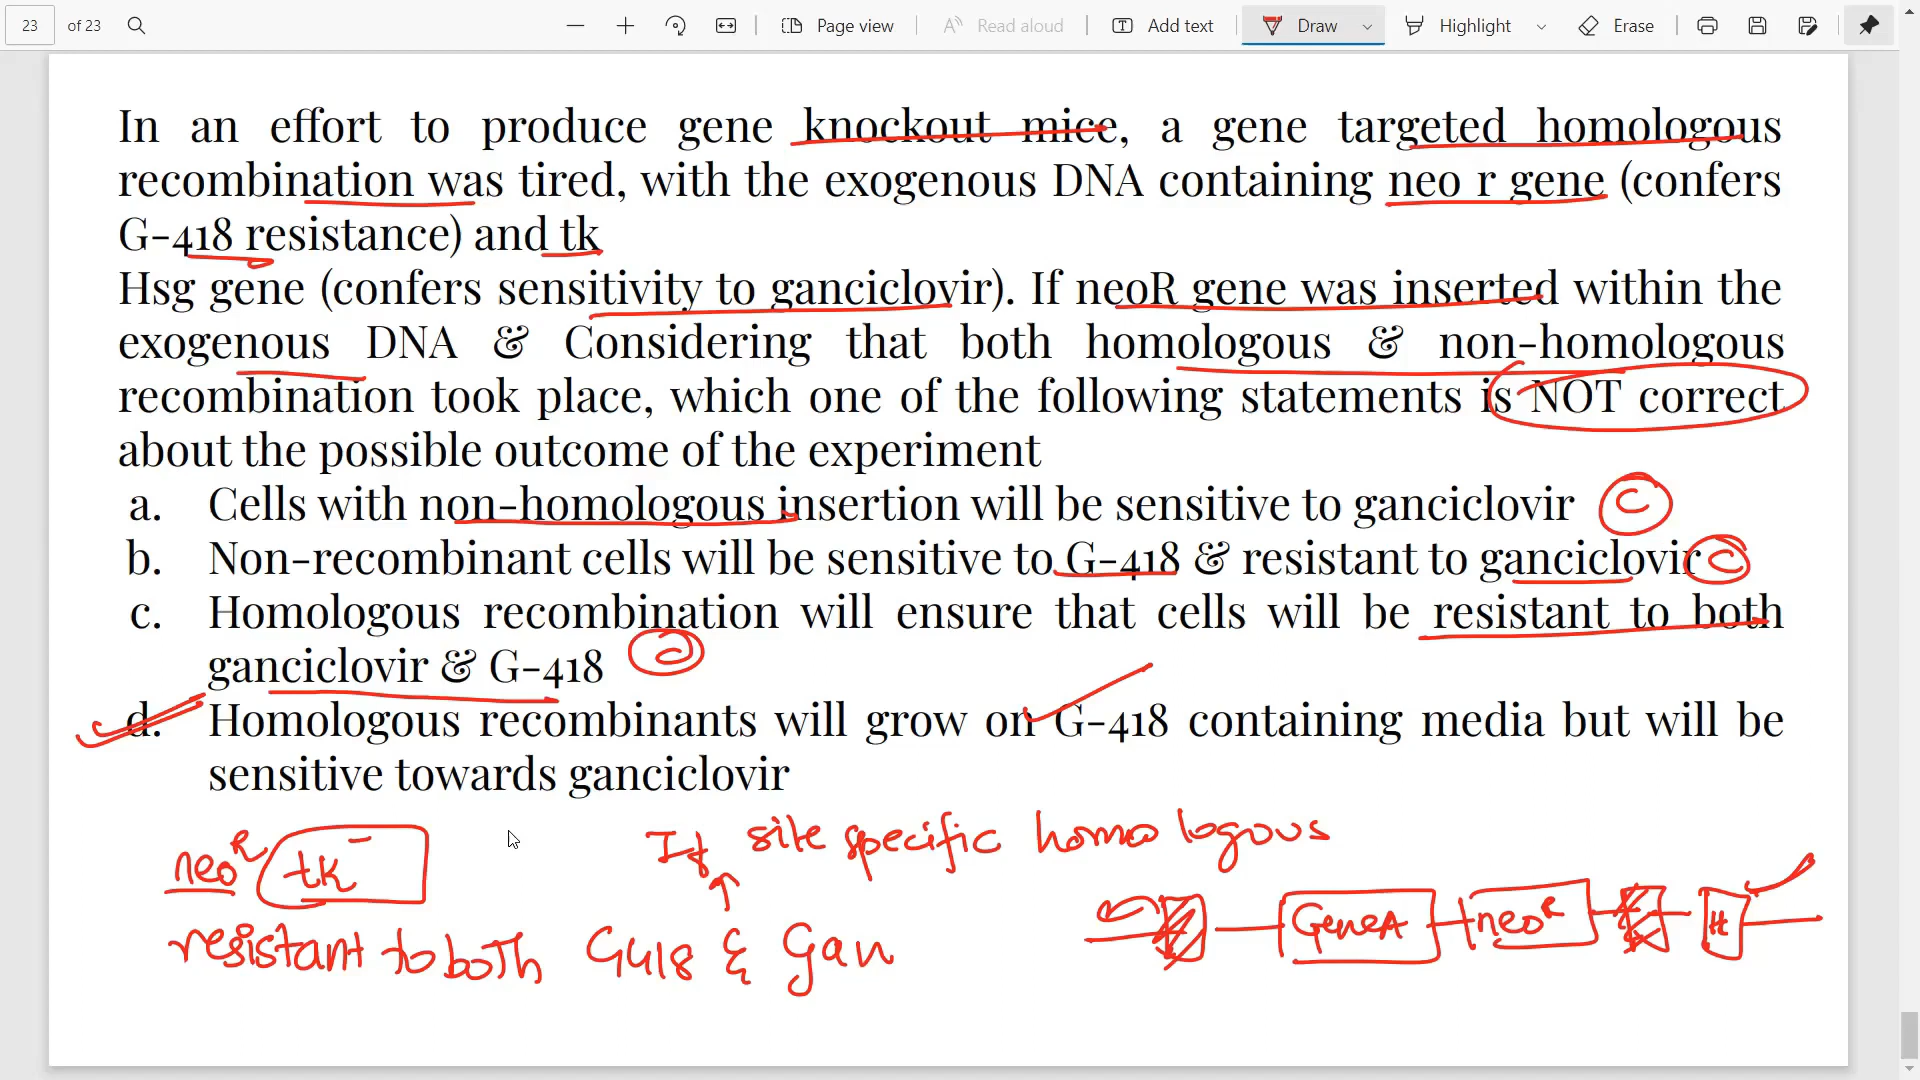 23 of 23 Page view Read aloud Add text Draw Highlight Erase
In an effort to produce gene knockout mice, a gene targeted homologous
recombination was tired, with the exogenous DNA containing neo r gene (confers
G-418 resistance) and tk
Hsg gene (confers sensitivity to ganciclovir). If neoR gene was inserted within the
exogenous DNA & Considering that both homologous & non-homologous
recombination took place, which one of the following statements is NOT correct
about the possible outcome of the experiment
a. Cells with non-homologous insertion will be sensitive to ganciclovir C
b. Non-recombinant cells will be sensitive to G-418 & resistant to ganciclovir C
c. Homologous recombination will ensure that cells will be resistant to both
ganciclovir & G-418
d. Homologous recombinants will grow on G-418 containing media but will be
sensitive towards ganciclovir
neoR tk- If site specific homologous
GeneA neoR tt
resistant to both G418 & Gan